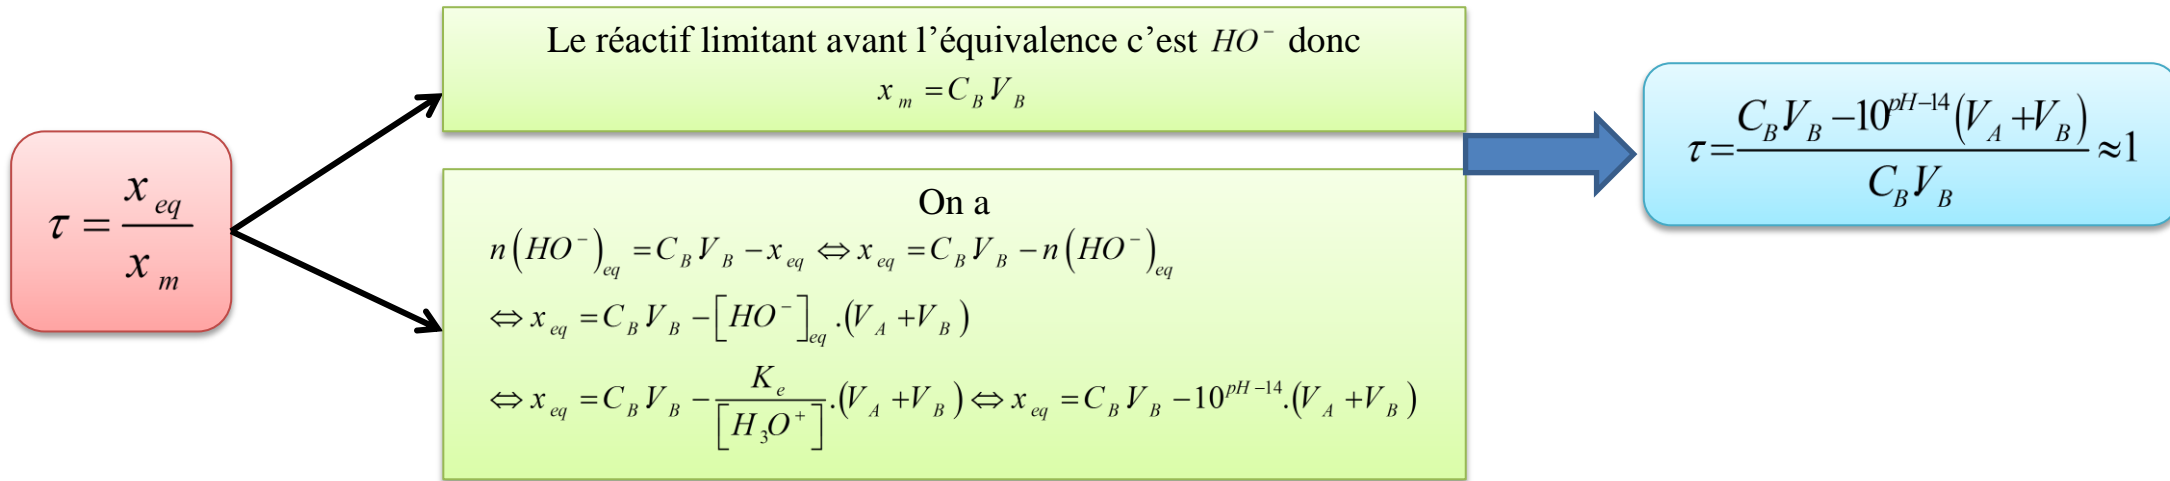 τ = x_eq / x_m
Le réactif limitant avant l’équivalence c’est HO⁻ donc
x_m = C_B V_B
On a
n(HO⁻)_eq = C_B V_B − x_eq ⇔ x_eq = C_B V_B − n(HO⁻)_eq
⇔ x_eq = C_B V_B − [HO⁻]_eq .(V_A + V_B)
⇔ x_eq = C_B V_B − K_e / [H₃O⁺] .(V_A + V_B) ⇔ x_eq = C_B V_B − 10^(pH−14) .(V_A + V_B)
τ = (C_B V_B − 10^(pH−14) (V_A + V_B)) / (C_B V_B) ≈ 1